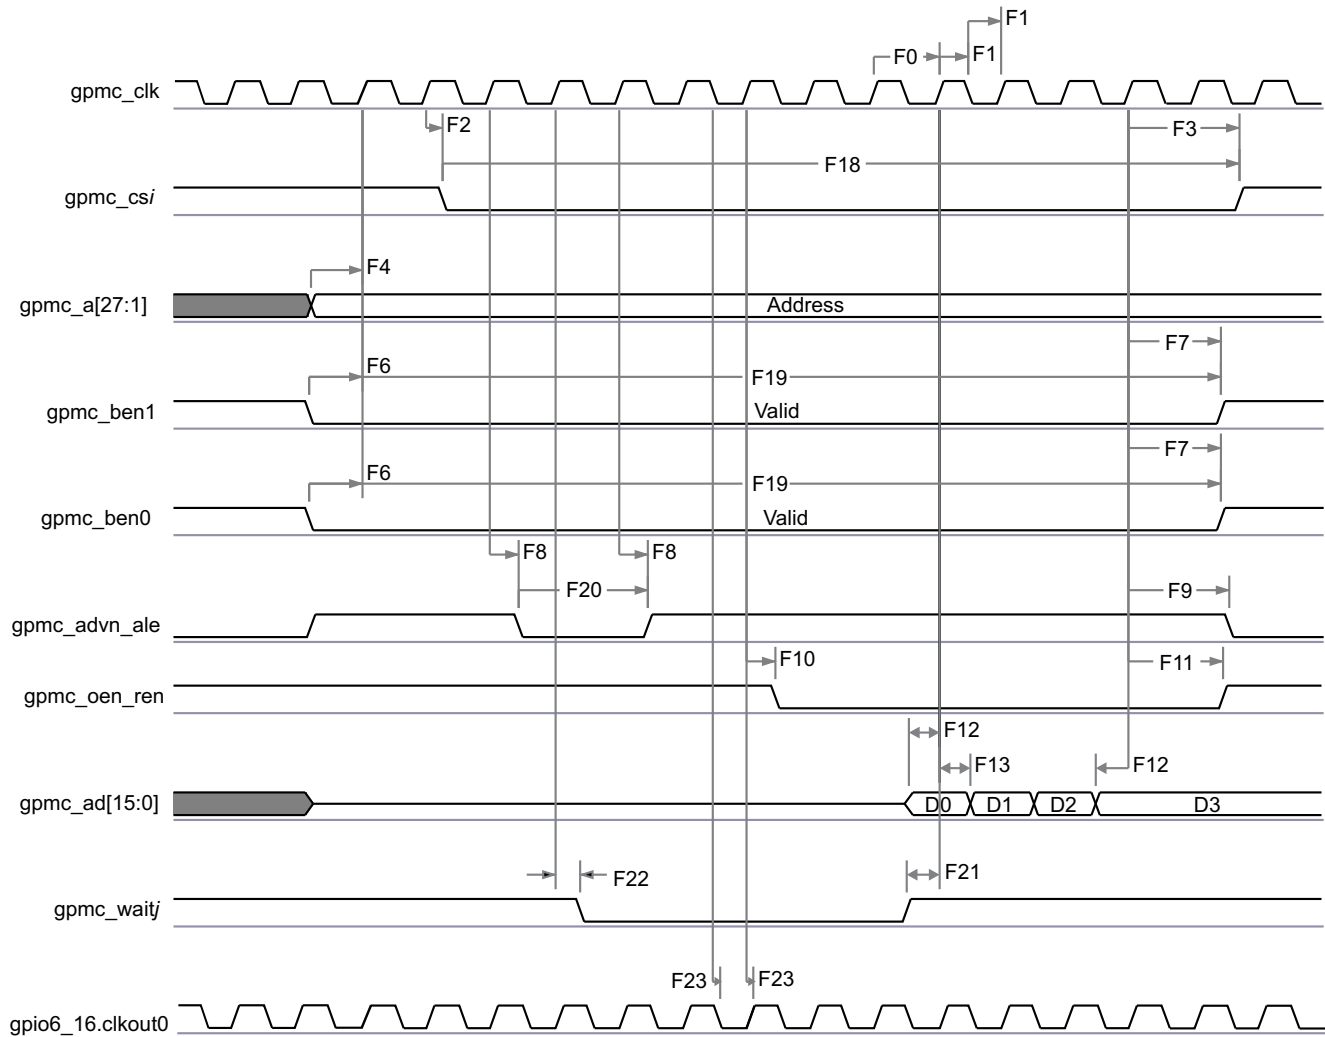 F1
F0
F1
gpmc_clk
F2
F3
F18
gpmc_csi
F4
gpmc_a[27:1]
Address
F7
F6
F19
gpmc_ben1
Valid
F7
F6
F19
gpmc_ben0
Valid
F8
F8
F20
F9
gpmc_advn_ale
F10
F11
gpmc_oen_ren
F12
F13
F12
gpmc_ad[15:0]
D0
D1
D2
D3
F22
F21
gpmc_waitj
F23
F23
gpio6_16.clkout0